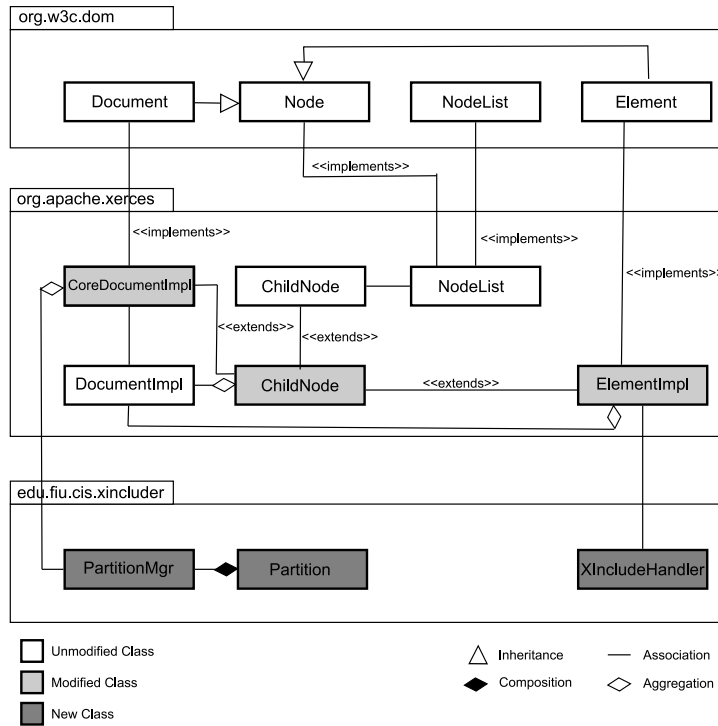 org.w3c.dom
Document
Node
NodeList
Element
<<implements>>
org.apache.xerces
<<implements>>
<<implements>>
<<implements>>
CoreDocumentImpl
ChildNode
NodeList
<<extends>>
<<extends>>
DocumentImpl
ChildNode
<<extends>>
ElementImpl
edu.fiu.cis.xincluder
PartitionMgr
Partition
XIncludeHandler
Unmodified Class
Modified Class
New Class
Inheritance
Association
Composition
Aggregation